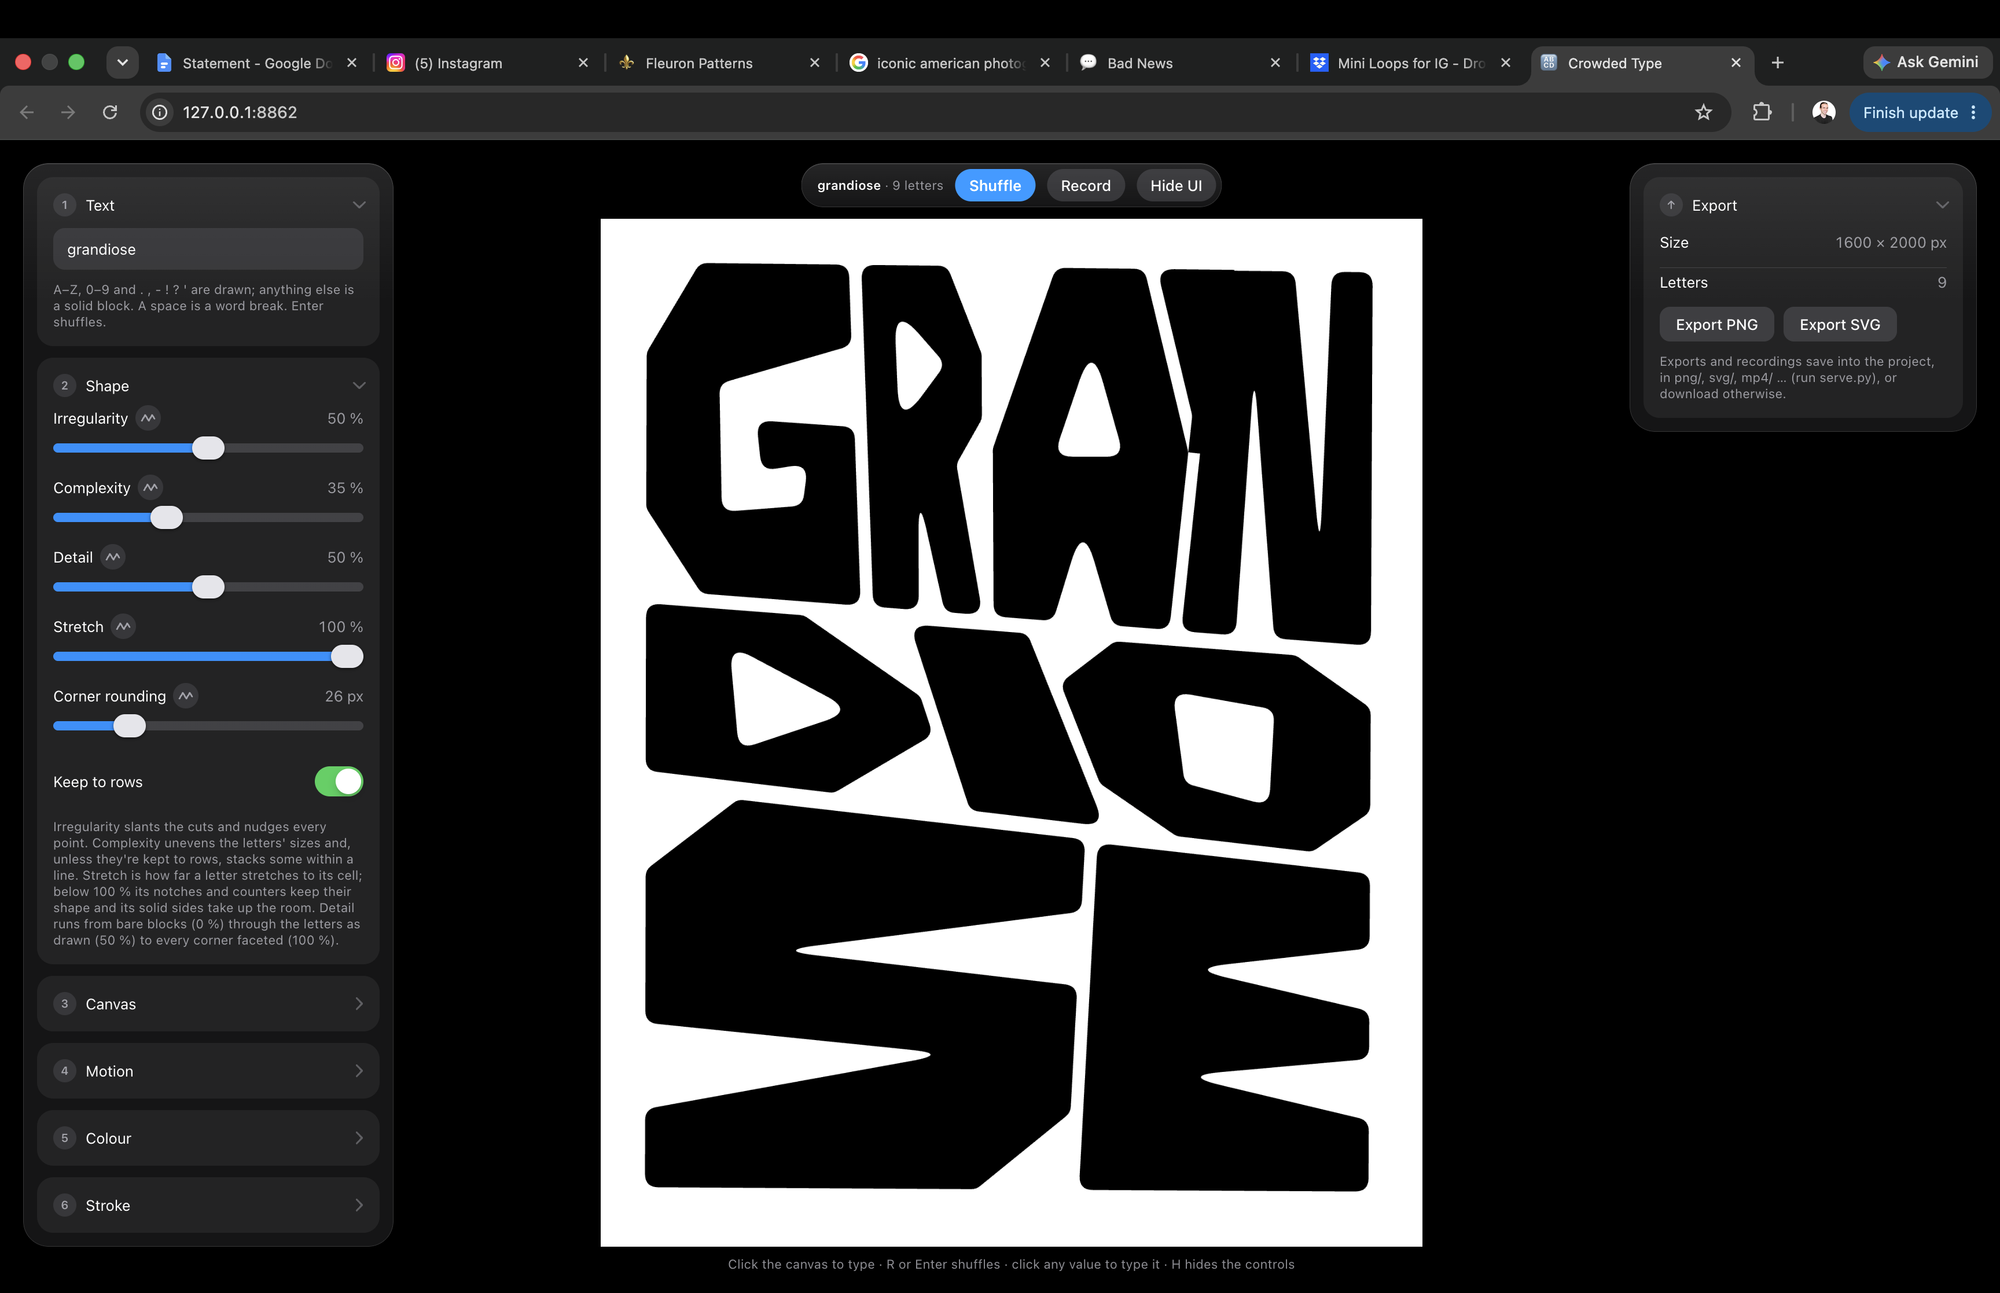 Statement - Google Do
(5) Instagram
Fleuron Patterns
iconic american photog
Bad News
Mini Loops for IG - Dro
Crowded Type
Ask Gemini
127.0.0.1:8862
Finish update
1 Text
grandiose
A–Z, 0–9 and . , - ! ? ' are drawn; anything else is
a solid block. A space is a word break. Enter
shuffles.
2 Shape
Irregularity 50 %
Complexity 35 %
Detail 50 %
Stretch 100 %
Corner rounding 26 px
Keep to rows
Irregularity slants the cuts and nudges every
point. Complexity unevens the letters' sizes and,
unless they're kept to rows, stacks some within a
line. Stretch is how far a letter stretches to its cell;
below 100 % its notches and counters keep their
shape and its solid sides take up the room. Detail
runs from bare blocks (0 %) through the letters as
drawn (50 %) to every corner faceted (100 %).
3 Canvas
4 Motion
5 Colour
6 Stroke
grandiose · 9 letters Shuffle Record Hide UI
GRAN
DIO
SE
Click the canvas to type · R or Enter shuffles · click any value to type it · H hides the controls
Export
Size 1600 × 2000 px
Letters 9
Export PNG Export SVG
Exports and recordings save into the project,
in png/, svg/, mp4/ … (run serve.py), or
download otherwise.